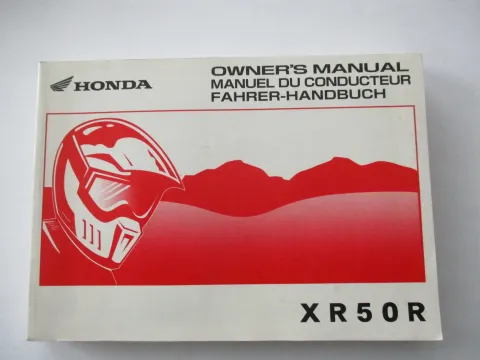 HONDA
OWNER'S MANUAL
MANUEL DU CONDUCTEUR
FAHRER-HANDBUCH
XR50R